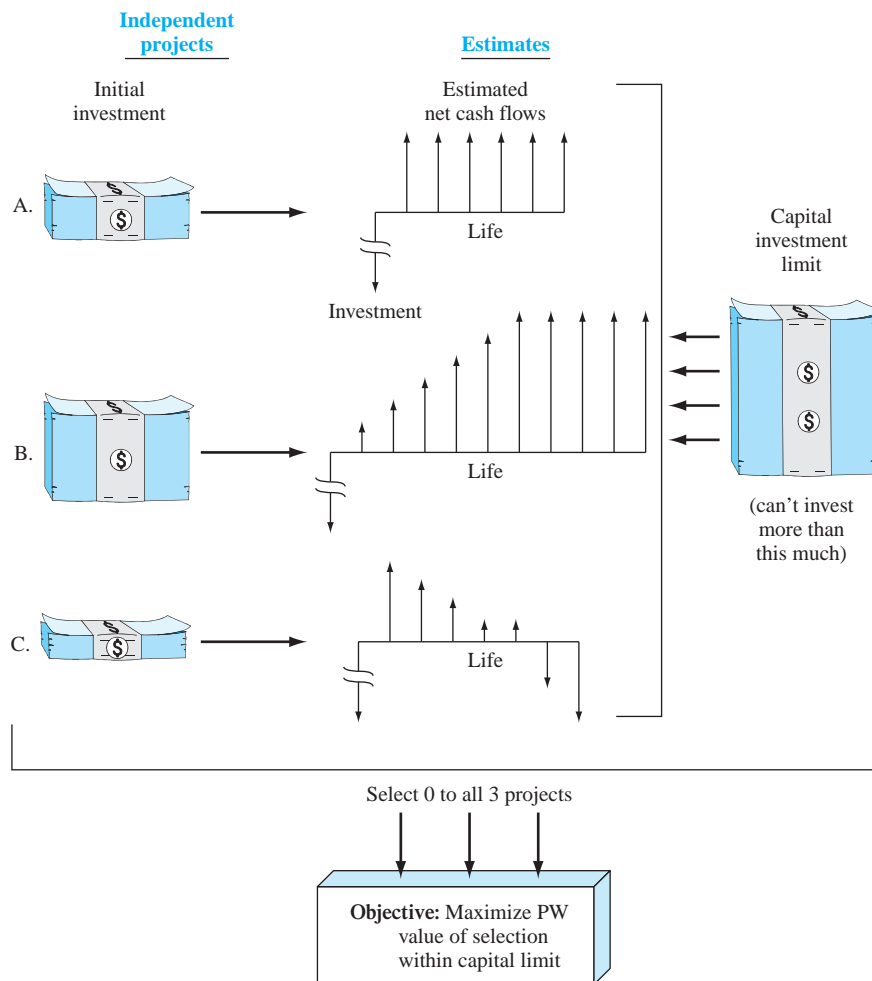 Independent
projects
Estimates
Initial
investment
Estimated
net cash flows
A.
$
$
Life
Investment
Capital
investment
limit
$
$
$
B.
$
$
Life
(can't invest
more than
this much)
C.
$
$
Life
Select 0 to all 3 projects
Objective: Maximize PW
value of selection
within capital limit